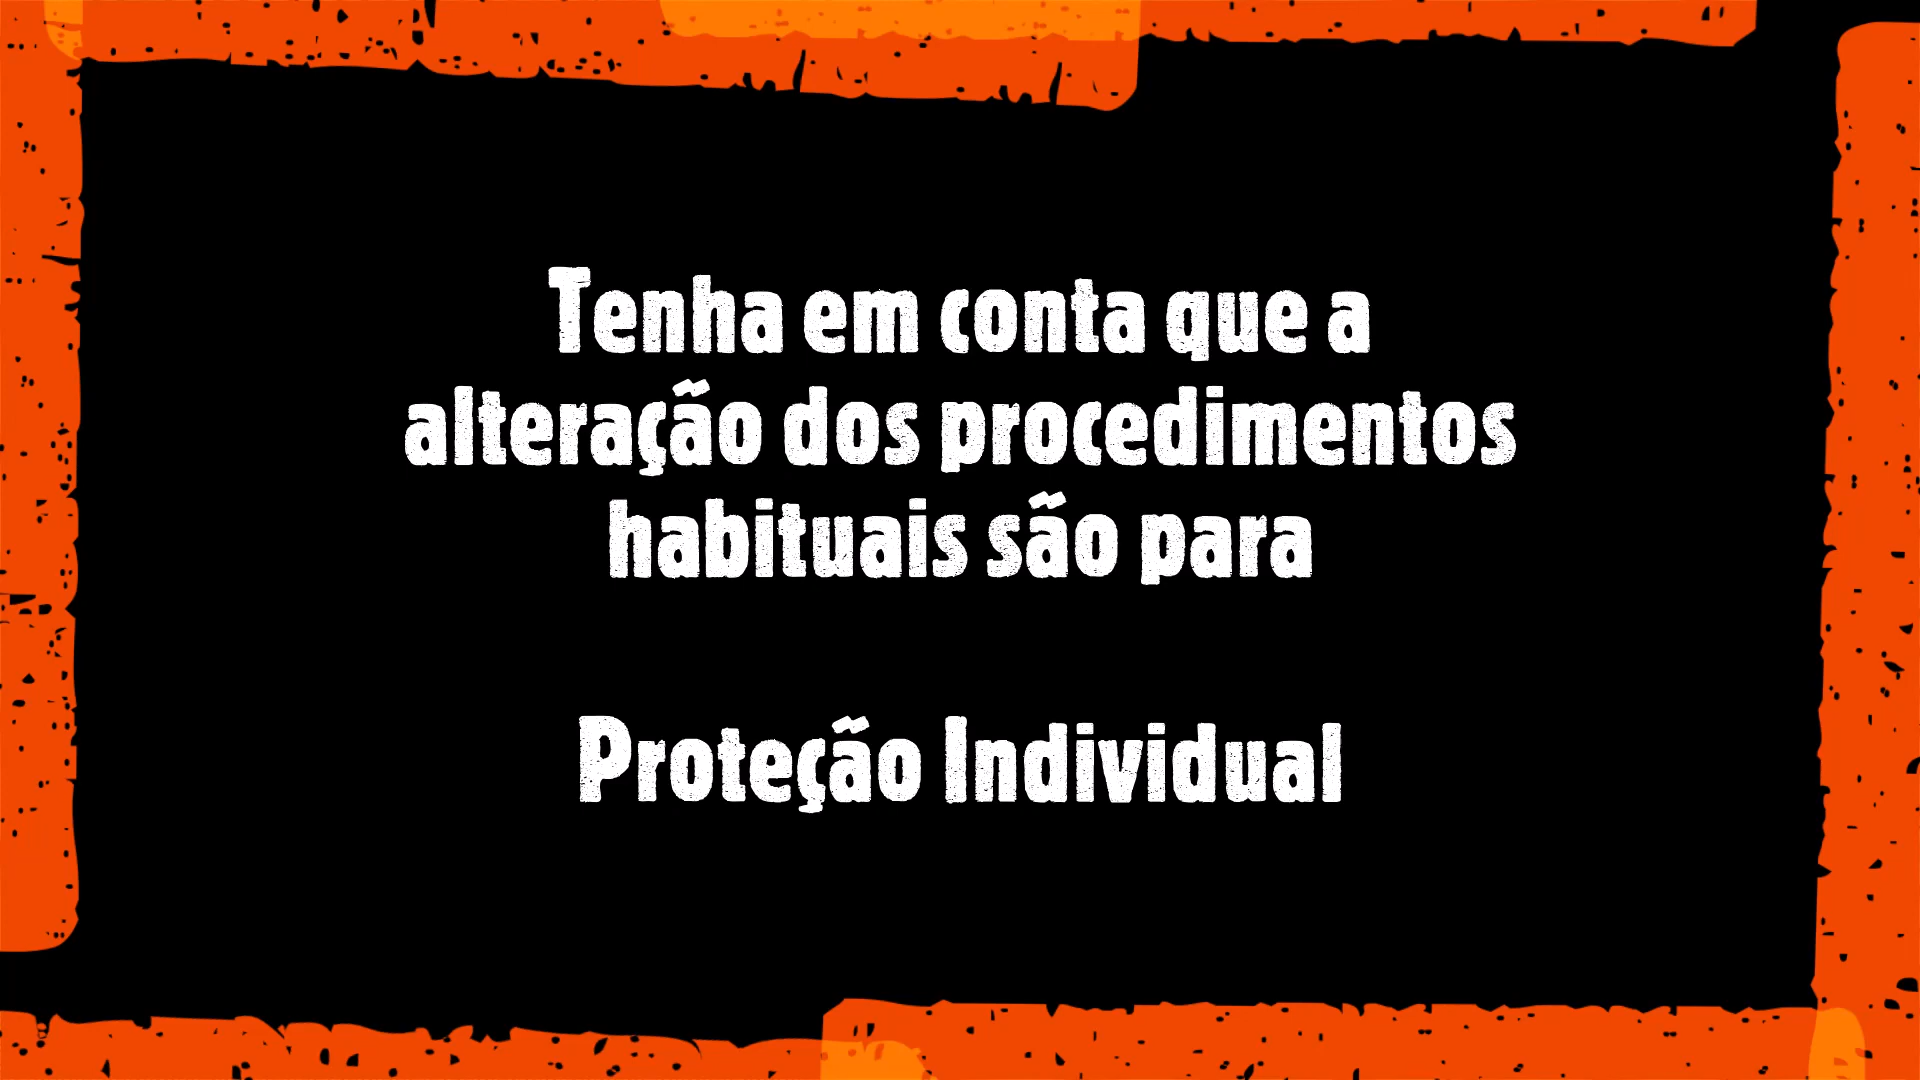 Tenha em conta que a
alteração dos procedimentos
habituais são para
Proteção Individual